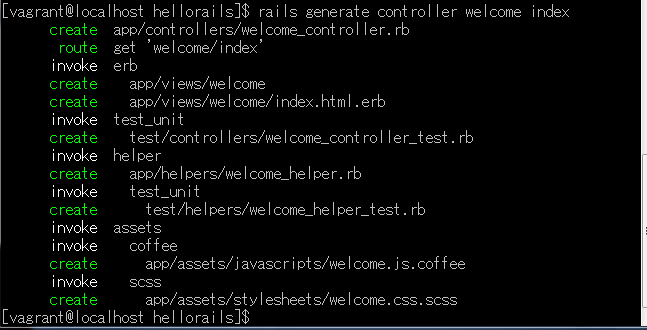 [vagrant@localhost hellorails]$ rails generate controller welcome index
      create  app/controllers/welcome_controller.rb
       route  get 'welcome/index'
      invoke  erb
      create    app/views/welcome
      create    app/views/welcome/index.html.erb
      invoke  test_unit
      create    test/controllers/welcome_controller_test.rb
      invoke  helper
      create    app/helpers/welcome_helper.rb
      invoke    test_unit
      create      test/helpers/welcome_helper_test.rb
      invoke  assets
      invoke    coffee
      create      app/assets/javascripts/welcome.js.coffee
      invoke    scss
      create      app/assets/stylesheets/welcome.css.scss
[vagrant@localhost hellorails]$